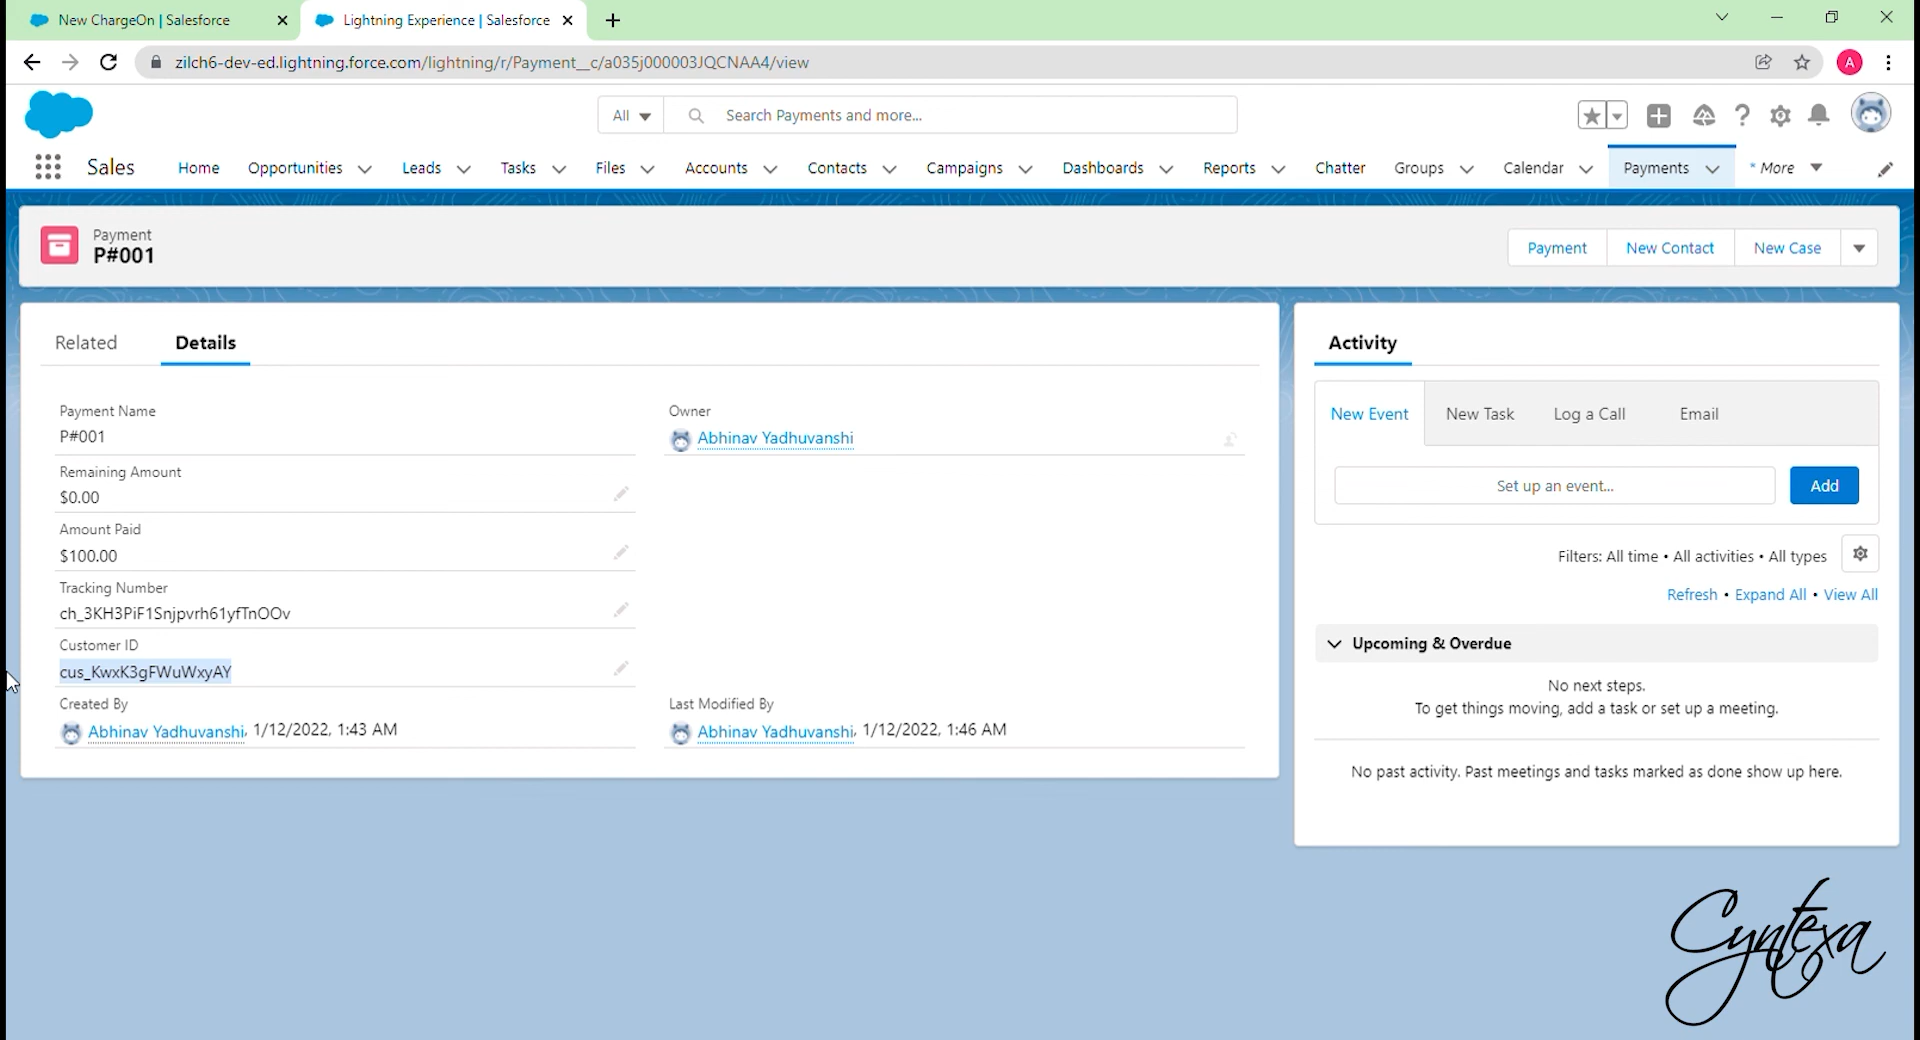 New ChargeOn | Salesforce
Lightning Experience | Salesforce
zilch6-dev-ed.lightning.force.com/lightning/r/Payment__c/a035j000003JQCNAA4/view
A
All
Search Payments and more...
Sales
Home
Opportunities
Leads
Tasks
Files
Accounts
Contacts
Campaigns
Dashboards
Reports
Chatter
Groups
Calendar
Payments
* More
Payment
P#001
Payment
New Contact
New Case
Related
Details
Payment Name
P#001
Owner
Abhinav Yadhuvanshi
Remaining Amount
$0.00
Amount Paid
$100.00
Tracking Number
ch_3KH3PiF1Snjpvrh61yfTnOOv
Customer ID
cus_KwxK3gFWuWxyAY
Created By
Abhinav Yadhuvanshi, 1/12/2022, 1:43 AM
Last Modified By
Abhinav Yadhuvanshi, 1/12/2022, 1:46 AM
Activity
New Event
New Task
Log a Call
Email
Set up an event...
Add
Filters: All time • All activities • All types
Refresh • Expand All • View All
Upcoming & Overdue
No next steps.
To get things moving, add a task or set up a meeting.
No past activity. Past meetings and tasks marked as done show up here.
Cyntexa